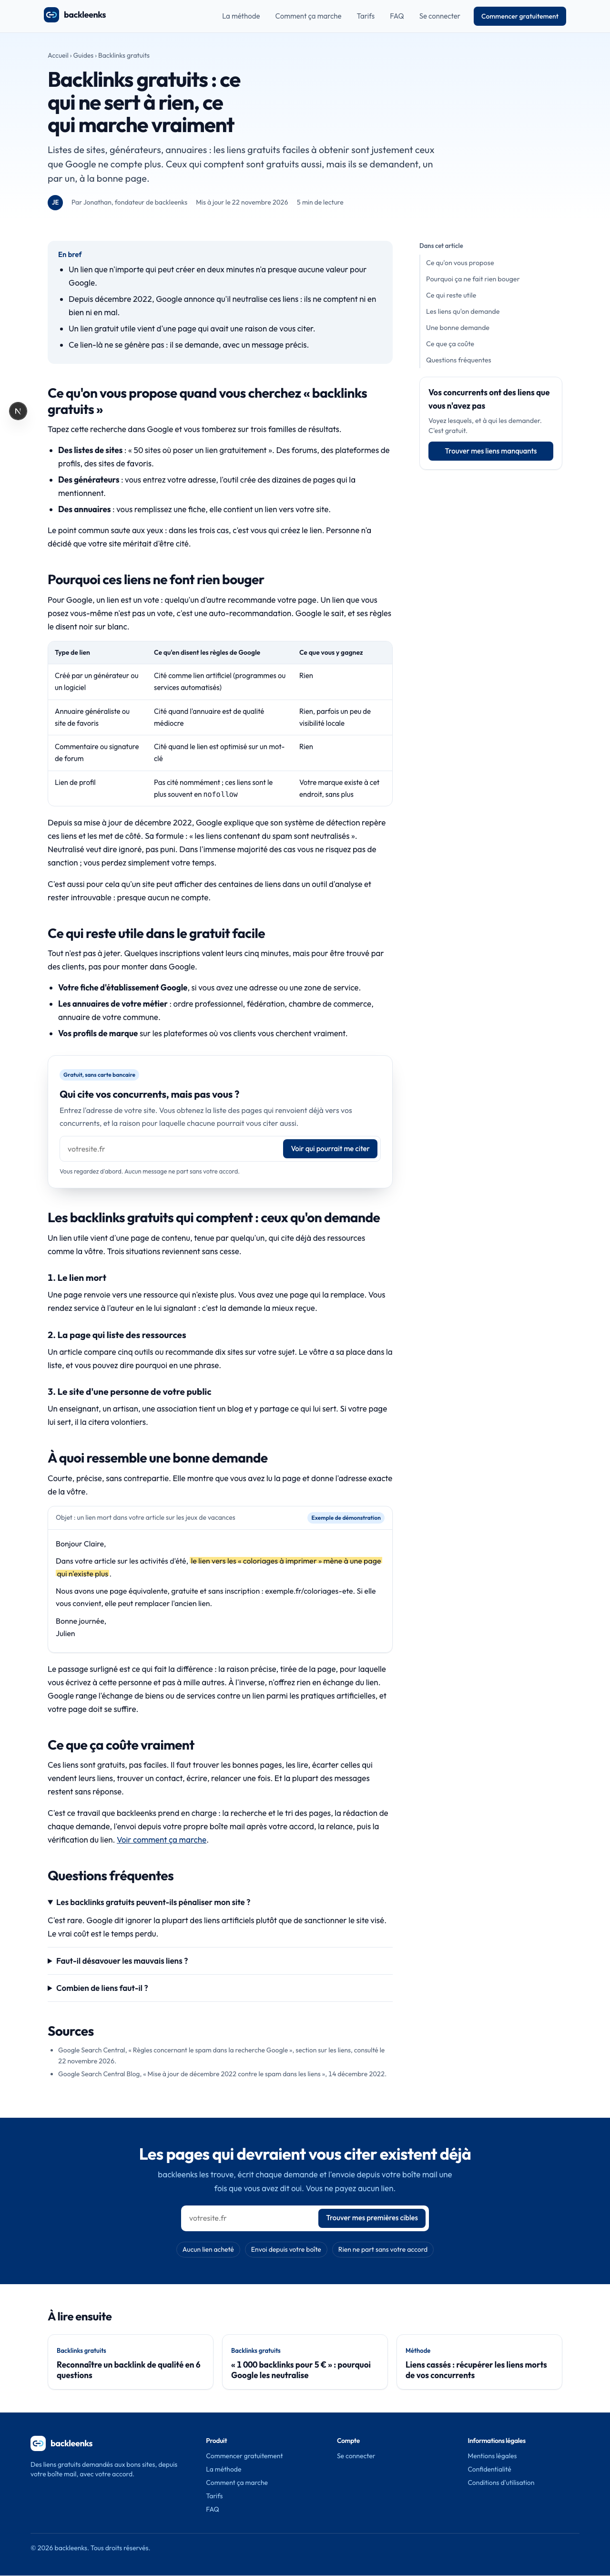 backleenks
La méthode
Comment ça marche
Tarifs
FAQ
Se connecter
Commencer gratuitement
Accueil › Guides › Backlinks gratuits
Backlinks gratuits : ce
qui ne sert à rien, ce
qui marche vraiment
Listes de sites, générateurs, annuaires : les liens gratuits faciles à obtenir sont justement ceux
que Google ne compte plus. Ceux qui comptent sont gratuits aussi, mais ils se demandent, un
par un, à la bonne page.
JE
Par Jonathan, fondateur de backleenks
Mis à jour le 22 novembre 2026
5 min de lecture
En bref
Un lien que n'importe qui peut créer en deux minutes n'a presque aucune valeur pour
Google.
Depuis décembre 2022, Google annonce qu'il neutralise ces liens : ils ne comptent ni en
bien ni en mal.
Un lien gratuit utile vient d'une page qui avait une raison de vous citer.
Ce lien-là ne se génère pas : il se demande, avec un message précis.
Dans cet article
Ce qu'on vous propose
Pourquoi ça ne fait rien bouger
Ce qui reste utile
Les liens qu'on demande
Une bonne demande
Ce que ça coûte
Questions fréquentes
Vos concurrents ont des liens que
vous n'avez pas
Voyez lesquels, et à qui les demander.
C'est gratuit.
Trouver mes liens manquants
N
Ce qu'on vous propose quand vous cherchez « backlinks
gratuits »
Tapez cette recherche dans Google et vous tomberez sur trois familles de résultats.
Des listes de sites : « 50 sites où poser un lien gratuitement ». Des forums, des plateformes de
profils, des sites de favoris.
Des générateurs : vous entrez votre adresse, l'outil crée des dizaines de pages qui la
mentionnent.
Des annuaires : vous remplissez une fiche, elle contient un lien vers votre site.
Le point commun saute aux yeux : dans les trois cas, c'est vous qui créez le lien. Personne n'a
décidé que votre site méritait d'être cité.
Pourquoi ces liens ne font rien bouger
Pour Google, un lien est un vote : quelqu'un d'autre recommande votre page. Un lien que vous
posez vous-même n'est pas un vote, c'est une auto-recommandation. Google le sait, et ses règles
le disent noir sur blanc.
Type de lien
Ce qu'en disent les règles de Google
Ce que vous y gagnez
Créé par un générateur ou
un logiciel
Cité comme lien artificiel (programmes ou
services automatisés)
Rien
Annuaire généraliste ou
site de favoris
Cité quand l'annuaire est de qualité
médiocre
Rien, parfois un peu de
visibilité locale
Commentaire ou signature
de forum
Cité quand le lien est optimisé sur un mot-
clé
Rien
Lien de profil
Pas cité nommément ; ces liens sont le
plus souvent en nofollow
Votre marque existe à cet
endroit, sans plus
Depuis sa mise à jour de décembre 2022, Google explique que son système de détection repère
ces liens et les met de côté. Sa formule : « les liens contenant du spam sont neutralisés ».
Neutralisé veut dire ignoré, pas puni. Dans l'immense majorité des cas vous ne risquez pas de
sanction ; vous perdez simplement votre temps.
C'est aussi pour cela qu'un site peut afficher des centaines de liens dans un outil d'analyse et
rester introuvable : presque aucun ne compte.
Ce qui reste utile dans le gratuit facile
Tout n'est pas à jeter. Quelques inscriptions valent leurs cinq minutes, mais pour être trouvé par
des clients, pas pour monter dans Google.
Votre fiche d'établissement Google, si vous avez une adresse ou une zone de service.
Les annuaires de votre métier : ordre professionnel, fédération, chambre de commerce,
annuaire de votre commune.
Vos profils de marque sur les plateformes où vos clients vous cherchent vraiment.
Gratuit, sans carte bancaire
Qui cite vos concurrents, mais pas vous ?
Entrez l'adresse de votre site. Vous obtenez la liste des pages qui renvoient déjà vers vos
concurrents, et la raison pour laquelle chacune pourrait vous citer aussi.
votresite.fr
Voir qui pourrait me citer
Vous regardez d'abord. Aucun message ne part sans votre accord.
Les backlinks gratuits qui comptent : ceux qu'on demande
Un lien utile vient d'une page de contenu, tenue par quelqu'un, qui cite déjà des ressources
comme la vôtre. Trois situations reviennent sans cesse.
1. Le lien mort
Une page renvoie vers une ressource qui n'existe plus. Vous avez une page qui la remplace. Vous
rendez service à l'auteur en le lui signalant : c'est la demande la mieux reçue.
2. La page qui liste des ressources
Un article compare cinq outils ou recommande dix sites sur votre sujet. Le vôtre a sa place dans la
liste, et vous pouvez dire pourquoi en une phrase.
3. Le site d'une personne de votre public
Un enseignant, un artisan, une association tient un blog et y partage ce qui lui sert. Si votre page
lui sert, il la citera volontiers.
À quoi ressemble une bonne demande
Courte, précise, sans contrepartie. Elle montre que vous avez lu la page et donne l'adresse exacte
de la vôtre.
Objet : un lien mort dans votre article sur les jeux de vacances
Exemple de démonstration
Bonjour Claire,
Dans votre article sur les activités d'été, le lien vers les « coloriages à imprimer » mène à une page
qui n'existe plus.
Nous avons une page équivalente, gratuite et sans inscription : exemple.fr/coloriages-ete. Si elle
vous convient, elle peut remplacer l'ancien lien.
Bonne journée,
Julien
Le passage surligné est ce qui fait la différence : la raison précise, tirée de la page, pour laquelle
vous écrivez à cette personne et pas à mille autres. À l'inverse, n'offrez rien en échange du lien.
Google range l'échange de biens ou de services contre un lien parmi les pratiques artificielles, et
votre page doit se suffire.
Ce que ça coûte vraiment
Ces liens sont gratuits, pas faciles. Il faut trouver les bonnes pages, les lire, écarter celles qui
vendent leurs liens, trouver un contact, écrire, relancer une fois. Et la plupart des messages
restent sans réponse.
C'est ce travail que backleenks prend en charge : la recherche et le tri des pages, la rédaction de
chaque demande, l'envoi depuis votre propre boîte mail après votre accord, la relance, puis la
vérification du lien. Voir comment ça marche.
Questions fréquentes
Les backlinks gratuits peuvent-ils pénaliser mon site ?
C'est rare. Google dit ignorer la plupart des liens artificiels plutôt que de sanctionner le site visé.
Le vrai coût est le temps perdu.
Faut-il désavouer les mauvais liens ?
Combien de liens faut-il ?
Sources
Google Search Central, « Règles concernant le spam dans la recherche Google », section sur les liens, consulté le
22 novembre 2026.
Google Search Central Blog, « Mise à jour de décembre 2022 contre le spam dans les liens », 14 décembre 2022.
Les pages qui devraient vous citer existent déjà
backleenks les trouve, écrit chaque demande et l'envoie depuis votre boîte mail une
fois que vous avez dit oui. Vous ne payez aucun lien.
votresite.fr
Trouver mes premières cibles
Aucun lien acheté
Envoi depuis votre boîte
Rien ne part sans votre accord
À lire ensuite
Backlinks gratuits
Reconnaître un backlink de qualité en 6
questions
Backlinks gratuits
« 1 000 backlinks pour 5 € » : pourquoi
Google les neutralise
Méthode
Liens cassés : récupérer les liens morts
de vos concurrents
backleenks
Des liens gratuits demandés aux bons sites, depuis
votre boîte mail, avec votre accord.
Produit
Commencer gratuitement
La méthode
Comment ça marche
Tarifs
FAQ
Compte
Se connecter
Informations légales
Mentions légales
Confidentialité
Conditions d'utilisation
© 2026 backleenks. Tous droits réservés.